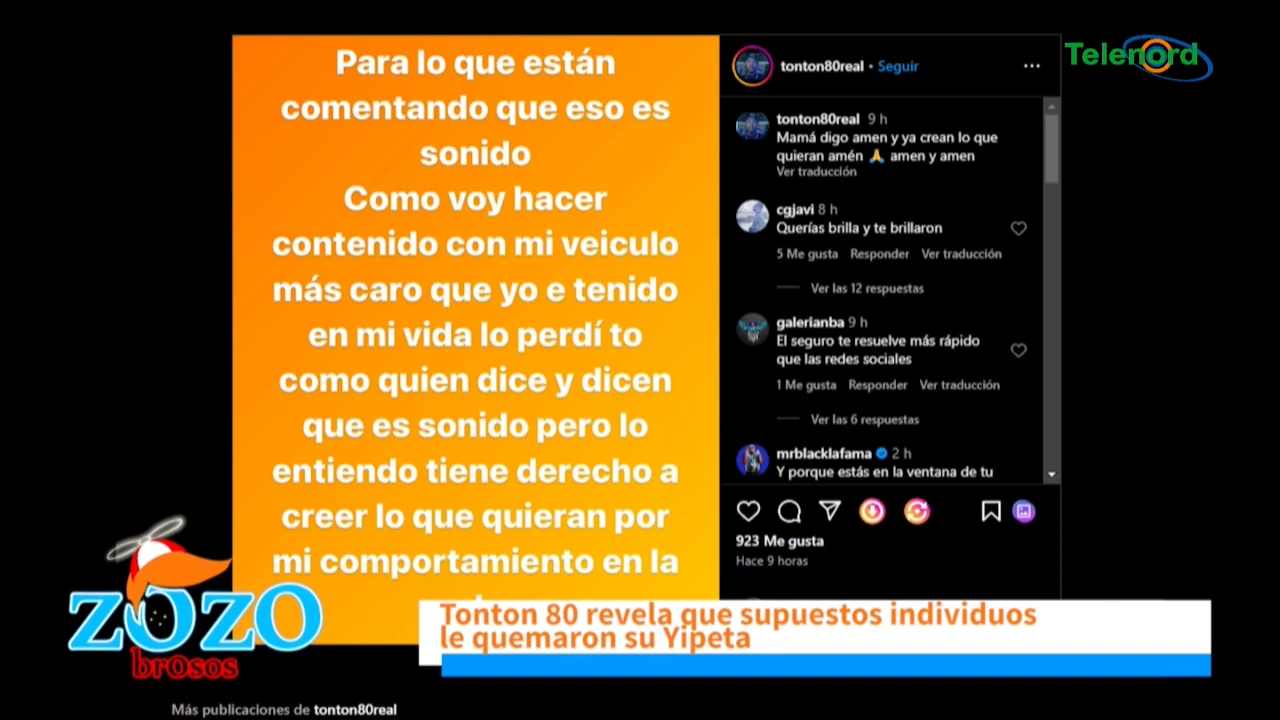 Para lo que están
comentando que eso es
sonido
Como voy hacer
contenido con mi veiculo
más caro que yo e tenido
en mi vida lo perdí to
como quien dice y dicen
que es sonido pero lo
entiendo tiene derecho a
creer lo que quieran por
mi comportamiento en la
tonton80real • Seguir
tonton80real 9 h
Mamá digo amen y ya crean lo que
quieran amén 🙏 amen y amen
Ver traducción
cgjavi 8 h
Querías brilla y te brillaron
5 Me gusta Responder Ver traducción
Ver las 12 respuestas
galerianba 9 h
El seguro te resuelve más rápido
que las redes sociales
1 Me gusta Responder Ver traducción
Ver las 6 respuestas
mrblacklafama 2 h
Y porque estás en la ventana de tu
923 Me gusta
Hace 9 horas
Telenord
ZOZO
brOsos
Tonton 80 revela que supuestos individuos
le quemaron su Yipeta
Más publicaciones de tonton80real